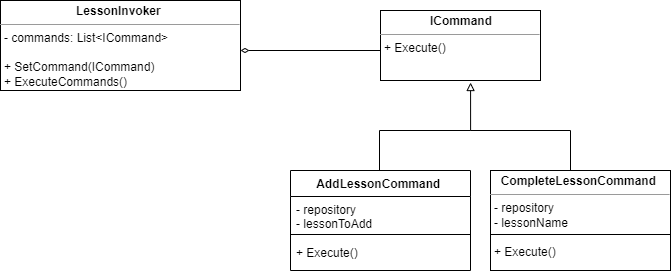 LessonInvoker
- commands: List<ICommand>
+ SetCommand(ICommand)
+ ExecuteCommands()
ICommand
+ Execute()
AddLessonCommand
- repository
- lessonToAdd
+ Execute()
CompleteLessonCommand
- repository
- lessonName
+ Execute()